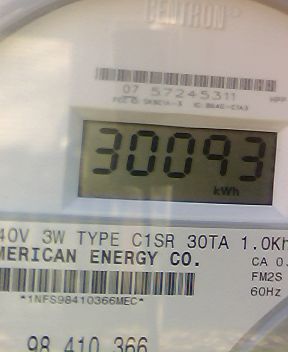 CENTRON®
07 57245311
30093
kWh
40V 3W TYPE C1SR 30TA 1.0Kh
MERICAN ENERGY CO.
CA 0.
FM2S
60Hz
*1NFS98410366MEC*
98 410 366